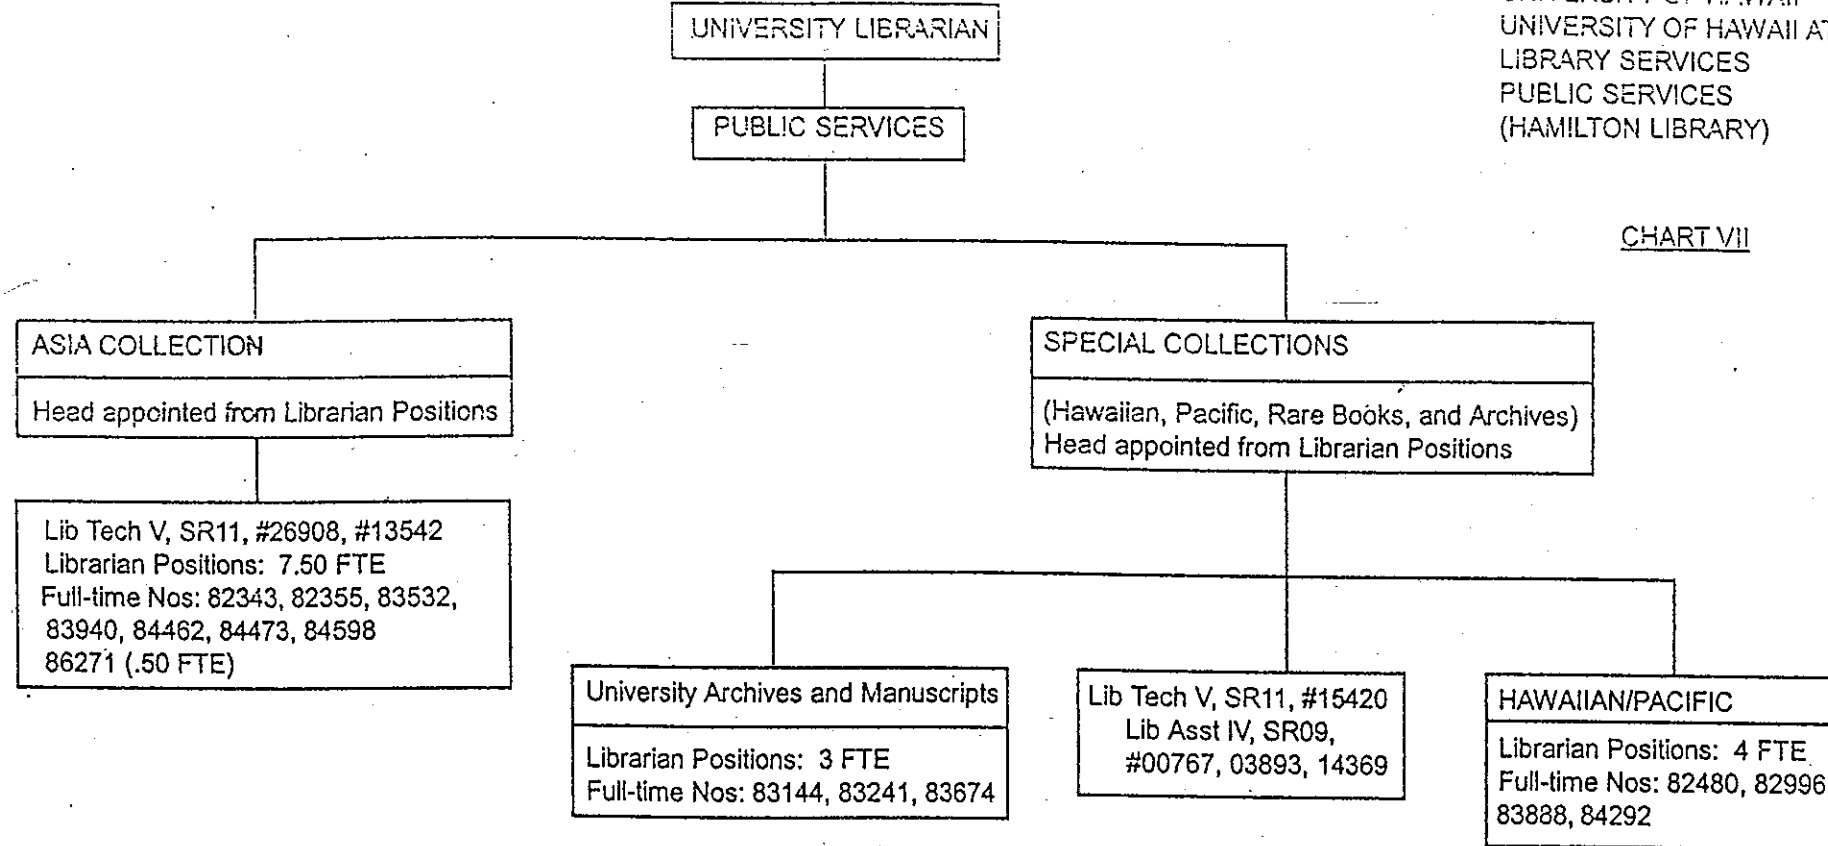 UNIVERSITY OF HAWAII
UNIVERSITY OF HAWAII AT
LIBRARY SERVICES
PUBLIC SERVICES
(HAMILTON LIBRARY)
CHART VII
UNIVERSITY LIBRARIAN
PUBLIC SERVICES
ASIA COLLECTION
Head appointed from Librarian Positions
Lib Tech V, SR11, #26908, #13542
Librarian Positions: 7.50 FTE
Full-time Nos: 82343, 82355, 83532,
83940, 84462, 84473, 84598
86271 (.50 FTE)
SPECIAL COLLECTIONS
(Hawaiian, Pacific, Rare Books, and Archives)
Head appointed from Librarian Positions
University Archives and Manuscripts
Librarian Positions: 3 FTE
Full-time Nos: 83144, 83241, 83674
Lib Tech V, SR11, #15420
Lib Asst IV, SR09,
#00767, 03893, 14369
HAWAIIAN/PACIFIC
Librarian Positions: 4 FTE
Full-time Nos: 82480, 82996
83888, 84292